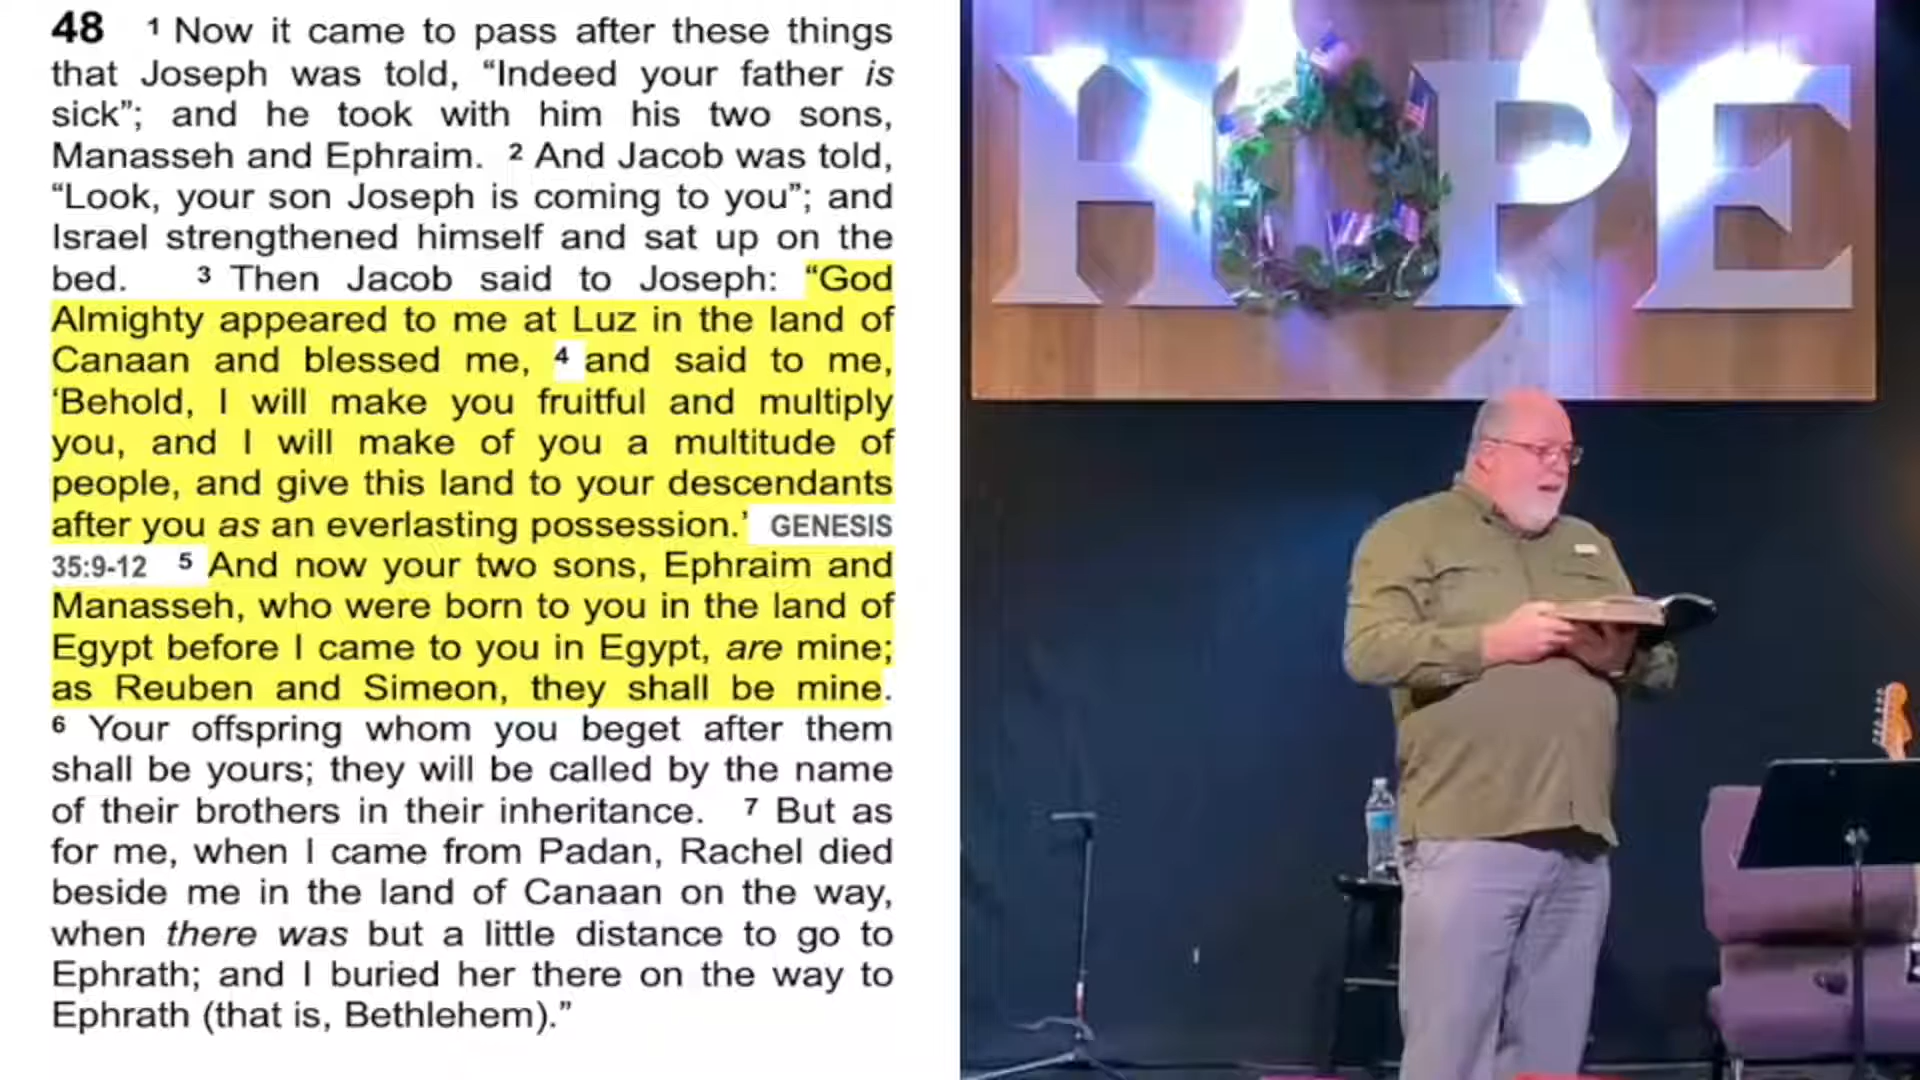 48 1 Now it came to pass after these things
that Joseph was told, “Indeed your father is
sick”; and he took with him his two sons,
Manasseh and Ephraim. 2 And Jacob was told,
“Look, your son Joseph is coming to you”; and
Israel strengthened himself and sat up on the
bed. 3 Then Jacob said to Joseph: “God
Almighty appeared to me at Luz in the land of
Canaan and blessed me, 4 and said to me,
‘Behold, I will make you fruitful and multiply
you, and I will make of you a multitude of
people, and give this land to your descendants
after you as an everlasting possession.’ GENESIS
35:9-12 5 And now your two sons, Ephraim and
Manasseh, who were born to you in the land of
Egypt before I came to you in Egypt, are mine;
as Reuben and Simeon, they shall be mine.
6 Your offspring whom you beget after them
shall be yours; they will be called by the name
of their brothers in their inheritance. 7 But as
for me, when I came from Padan, Rachel died
beside me in the land of Canaan on the way,
when there was but a little distance to go to
Ephrath; and I buried her there on the way to
Ephrath (that is, Bethlehem).”
HOPE